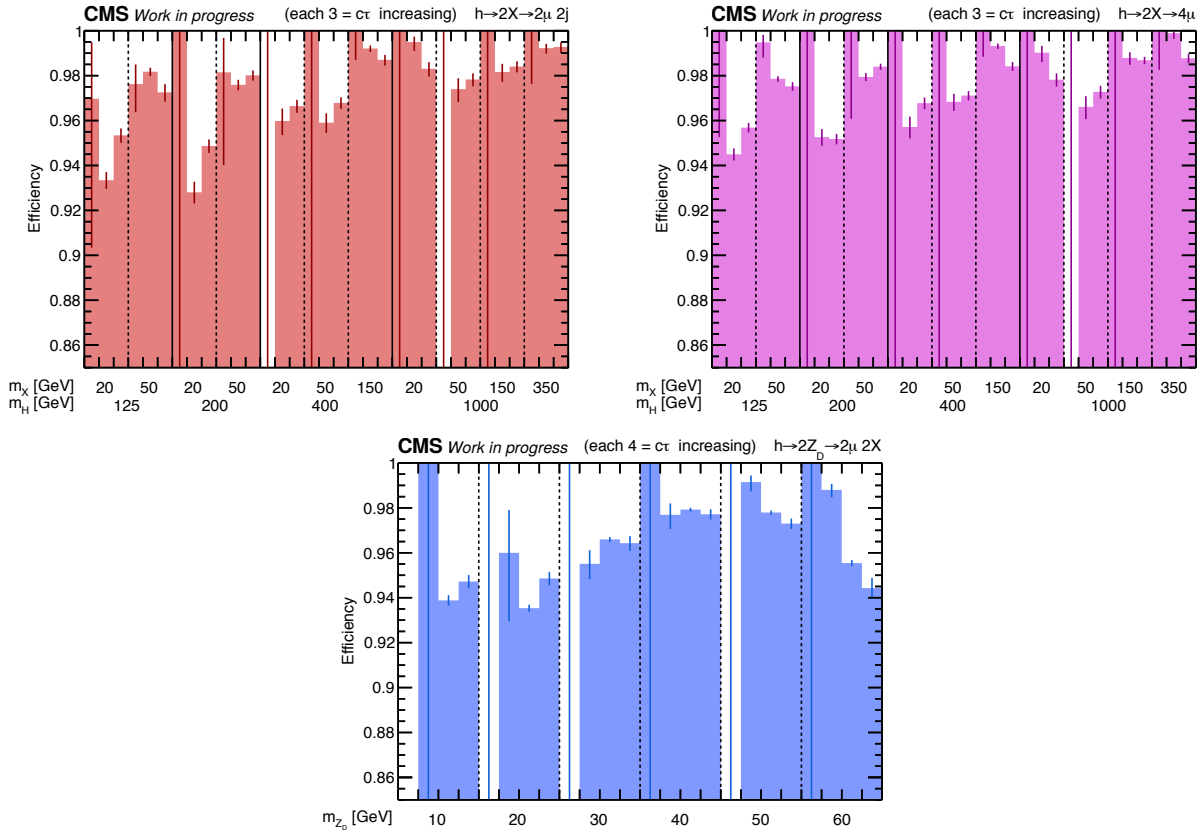 CMS Work in progress (each 3 = cτ increasing) h→2X→2μ 2j
Efficiency
1
0.98
0.96
0.94
0.92
0.9
0.88
0.86
m_X [GeV] 20 50 20 50 20 50 150 20 50 150 350
m_H [GeV] 125 200 400 1000
CMS Work in progress (each 3 = cτ increasing) h→2X→4μ
Efficiency
1
0.98
0.96
0.94
0.92
0.9
0.88
0.86
m_X [GeV] 20 50 20 50 20 50 150 20 50 150 350
m_H [GeV] 125 200 400 1000
CMS Work in progress (each 4 = cτ increasing) h→2Z_D→2μ 2X
Efficiency
1
0.98
0.96
0.94
0.92
0.9
0.88
0.86
m_Z_D [GeV] 10 20 30 40 50 60